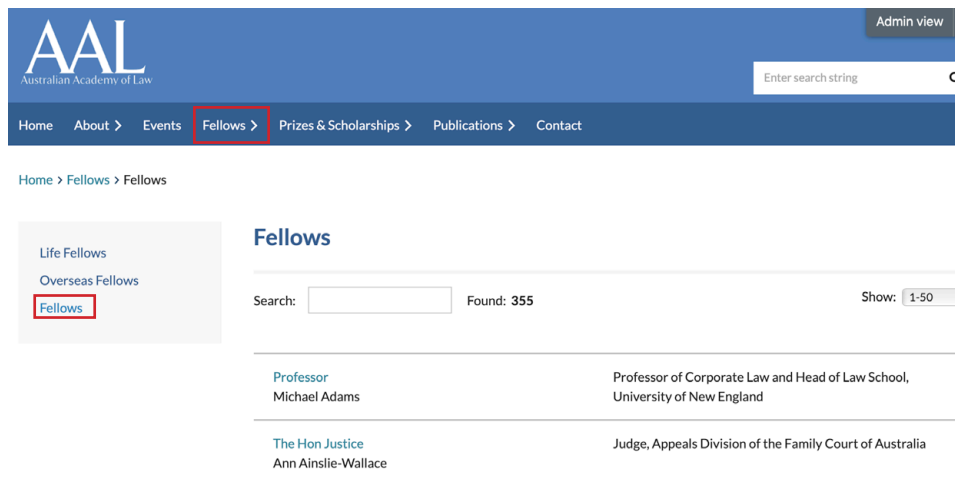 Admin view
AAL
Australian Academy of Law
Enter search string
Home About Events Fellows Prizes & Scholarships Publications Contact
Home > Fellows > Fellows
Life Fellows
Overseas Fellows
Fellows
Fellows
Search: Found: 355 Show: 1-50
Professor
Michael Adams
Professor of Corporate Law and Head of Law School,
University of New England
The Hon Justice
Ann Ainslie-Wallace
Judge, Appeals Division of the Family Court of Australia